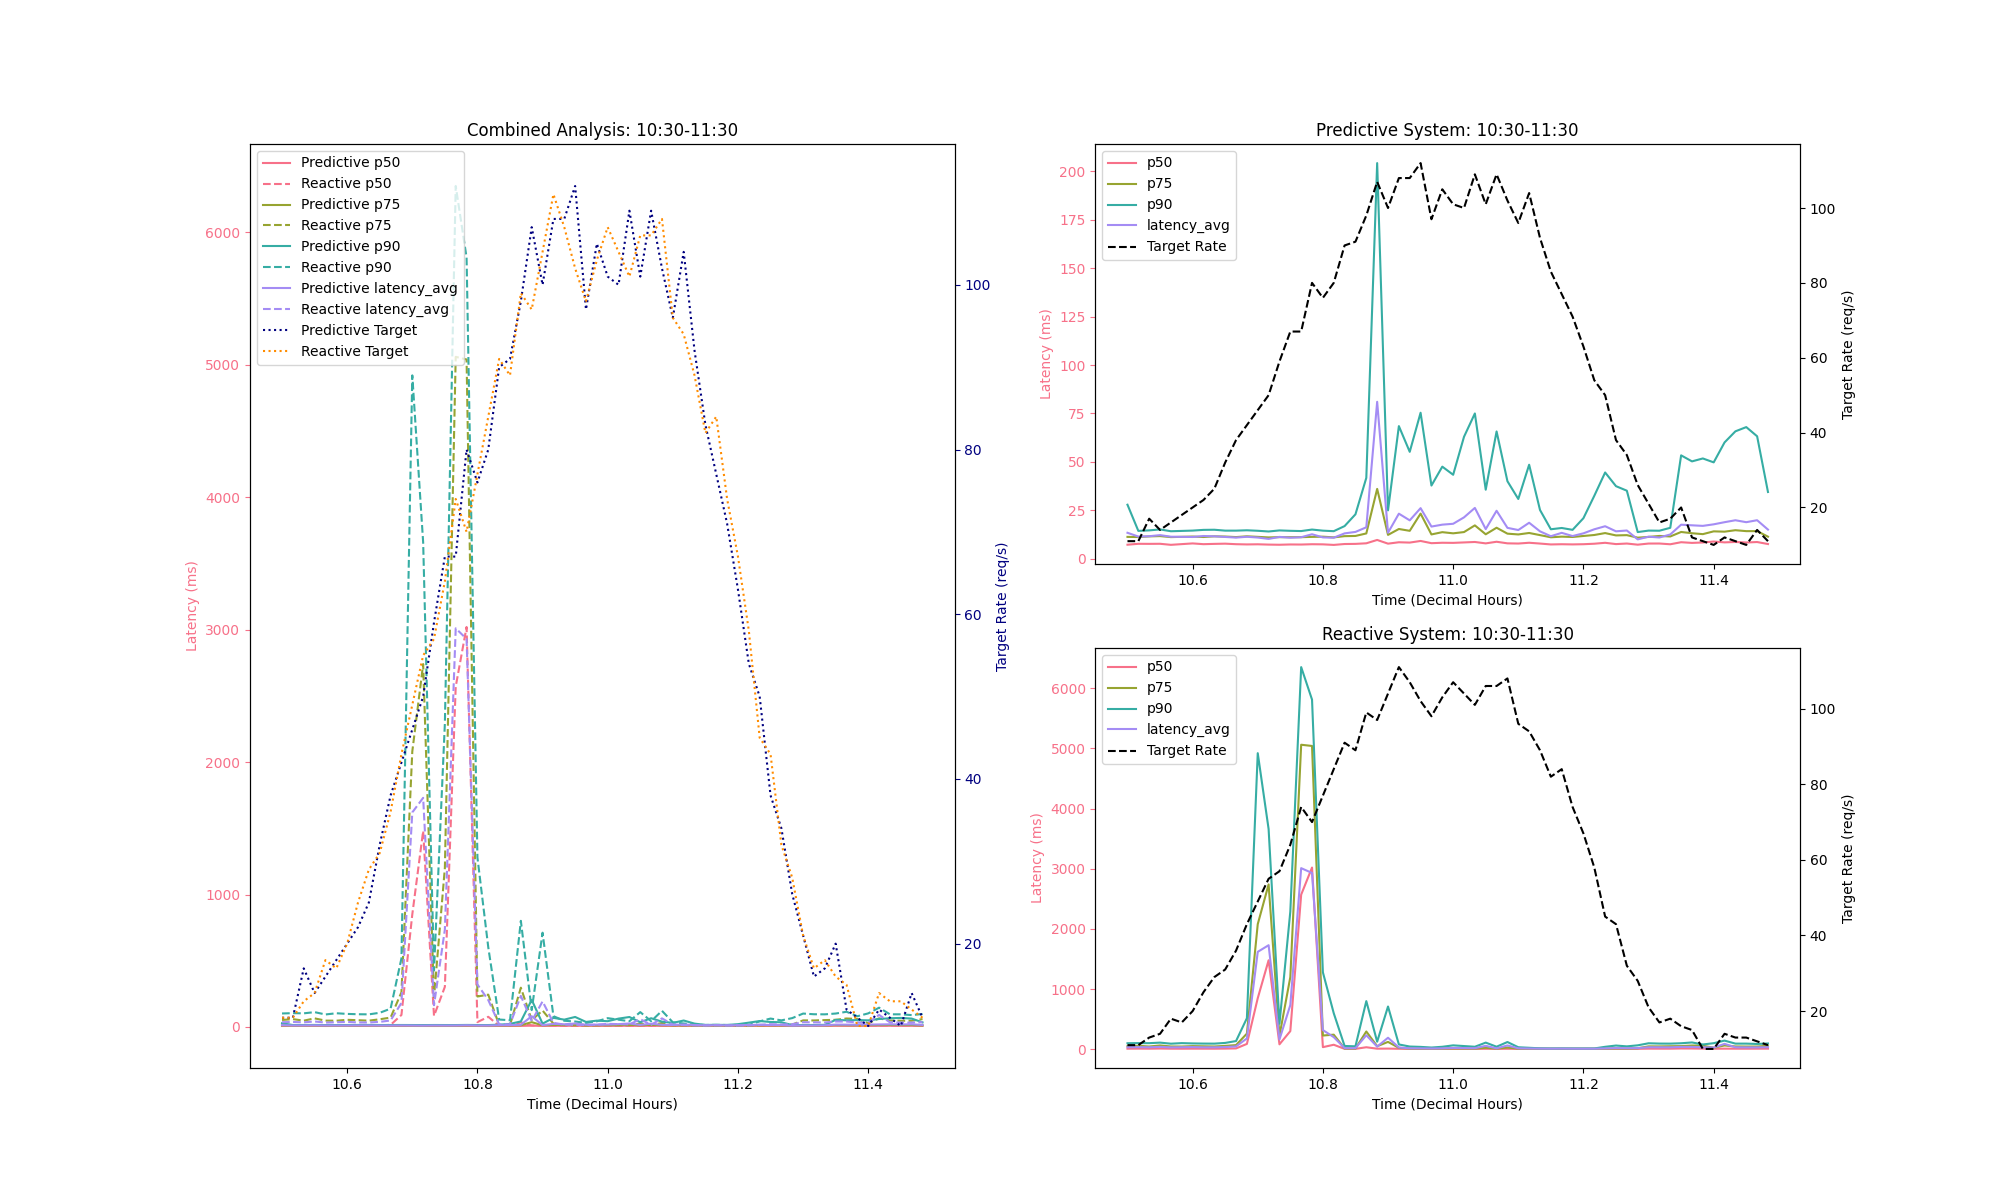 Combined Analysis: 10:30-11:30
Predictive p50
Reactive p50
Predictive p75
Reactive p75
Predictive p90
Reactive p90
Predictive latency_avg
Reactive latency_avg
Predictive Target
Reactive Target
6000
5000
4000
3000
2000
1000
0
Latency (ms)
100
80
60
40
20
Target Rate (req/s)
10.6 10.8 11.0 11.2 11.4
Time (Decimal Hours)
Predictive System: 10:30-11:30
p50
p75
p90
latency_avg
Target Rate
200
175
150
125
100
75
50
25
0
Latency (ms)
100
80
60
40
20
Target Rate (req/s)
10.6 10.8 11.0 11.2 11.4
Time (Decimal Hours)
Reactive System: 10:30-11:30
p50
p75
p90
latency_avg
Target Rate
6000
5000
4000
3000
2000
1000
0
Latency (ms)
100
80
60
40
20
Target Rate (req/s)
10.6 10.8 11.0 11.2 11.4
Time (Decimal Hours)